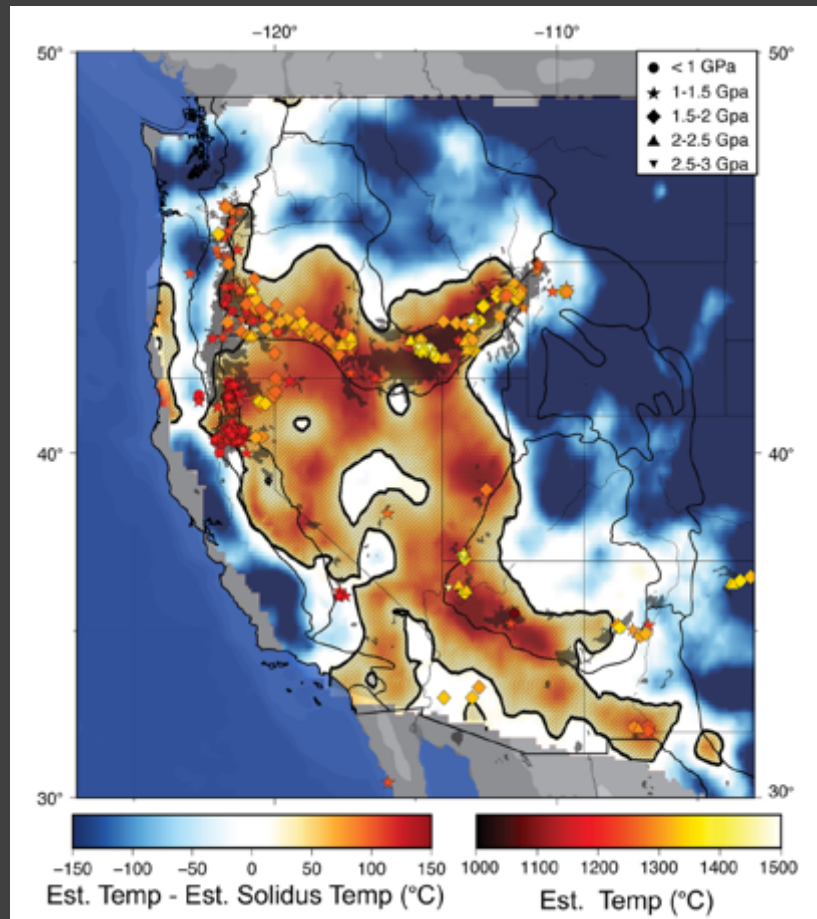 -120° -110°
50° 50°
< 1 GPa
1-1.5 Gpa
1.5-2 Gpa
2-2.5 Gpa
2.5-3 Gpa
40° 40°
30° 30°
−150 −100 −50 0 50 100 150
Est. Temp - Est. Solidus Temp (°C)
1000 1100 1200 1300 1400 1500
Est. Temp (°C)